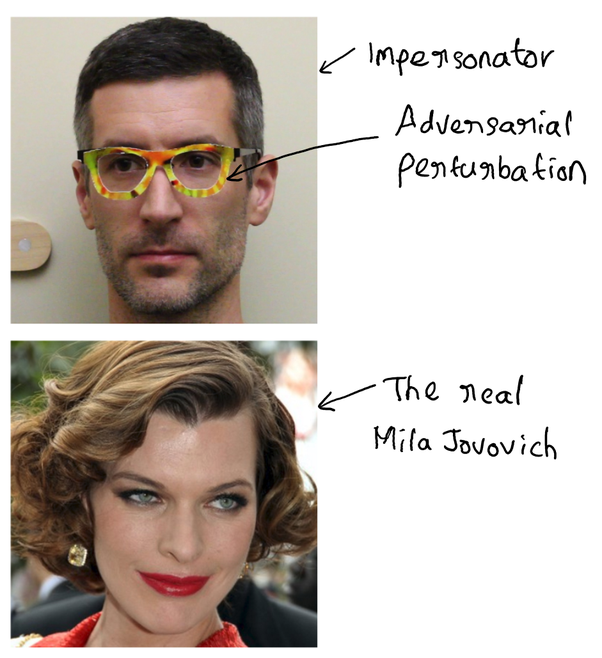 Impersonator
Adversarial
Perturbation
The real
Mila Jovovich